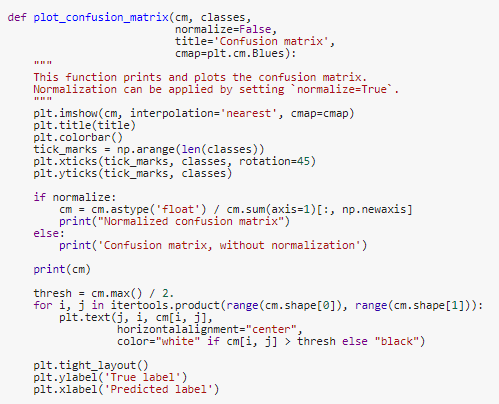 def plot_confusion_matrix(cm, classes,
                          normalize=False,
                          title='Confusion matrix',
                          cmap=plt.cm.Blues):
    """
    This function prints and plots the confusion matrix.
    Normalization can be applied by setting `normalize=True`.
    """
    plt.imshow(cm, interpolation='nearest', cmap=cmap)
    plt.title(title)
    plt.colorbar()
    tick_marks = np.arange(len(classes))
    plt.xticks(tick_marks, classes, rotation=45)
    plt.yticks(tick_marks, classes)

    if normalize:
        cm = cm.astype('float') / cm.sum(axis=1)[:, np.newaxis]
        print("Normalized confusion matrix")
    else:
        print('Confusion matrix, without normalization')

    print(cm)

    thresh = cm.max() / 2.
    for i, j in itertools.product(range(cm.shape[0]), range(cm.shape[1])):
        plt.text(j, i, cm[i, j],
                 horizontalalignment="center",
                 color="white" if cm[i, j] > thresh else "black")

    plt.tight_layout()
    plt.ylabel('True label')
    plt.xlabel('Predicted label')